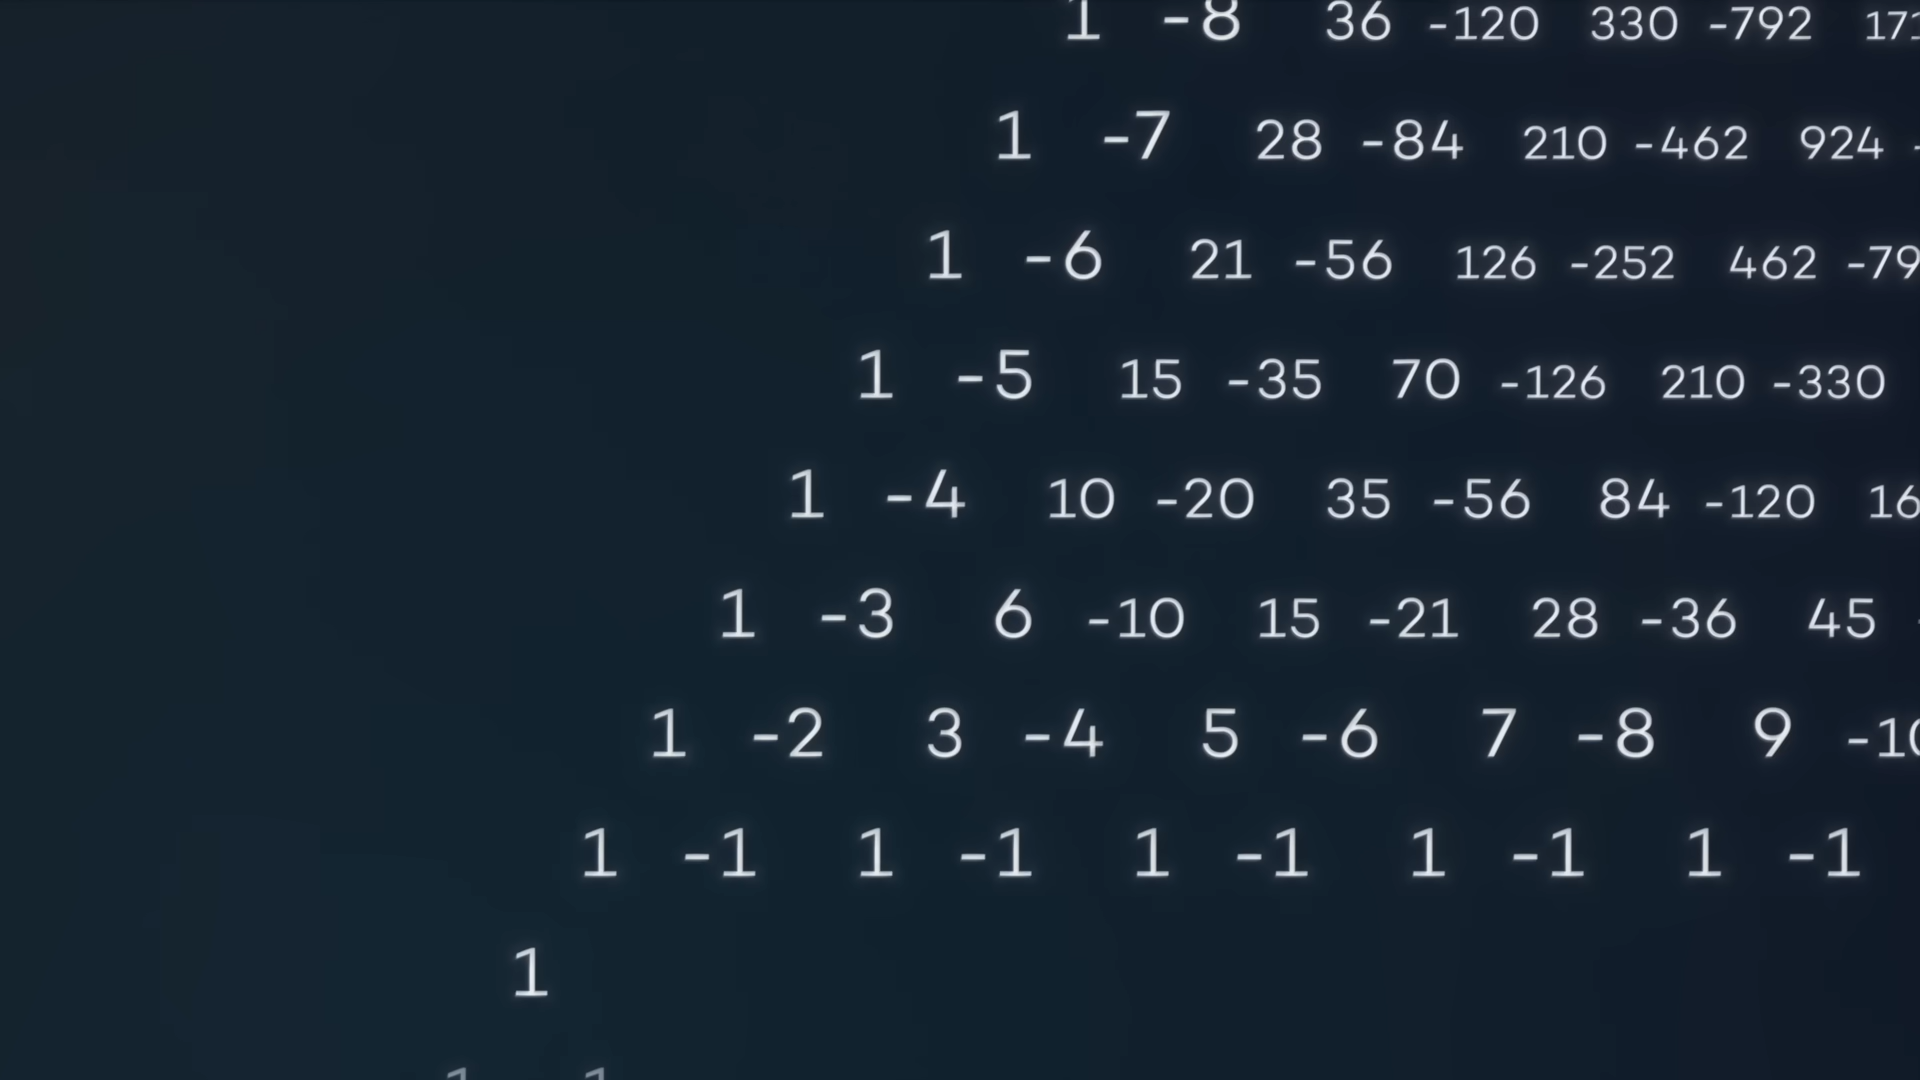 1 -8 36 -120 330 -792
1 -7 28 -84 210 -462 924
1 -6 21 -56 126 -252 462
1 -5 15 -35 70 -126 210 -330
1 -4 10 -20 35 -56 84 -120
1 -3 6 -10 15 -21 28 -36 45
1 -2 3 -4 5 -6 7 -8 9
1 -1 1 -1 1 -1 1 -1 1 -1
1
1 1